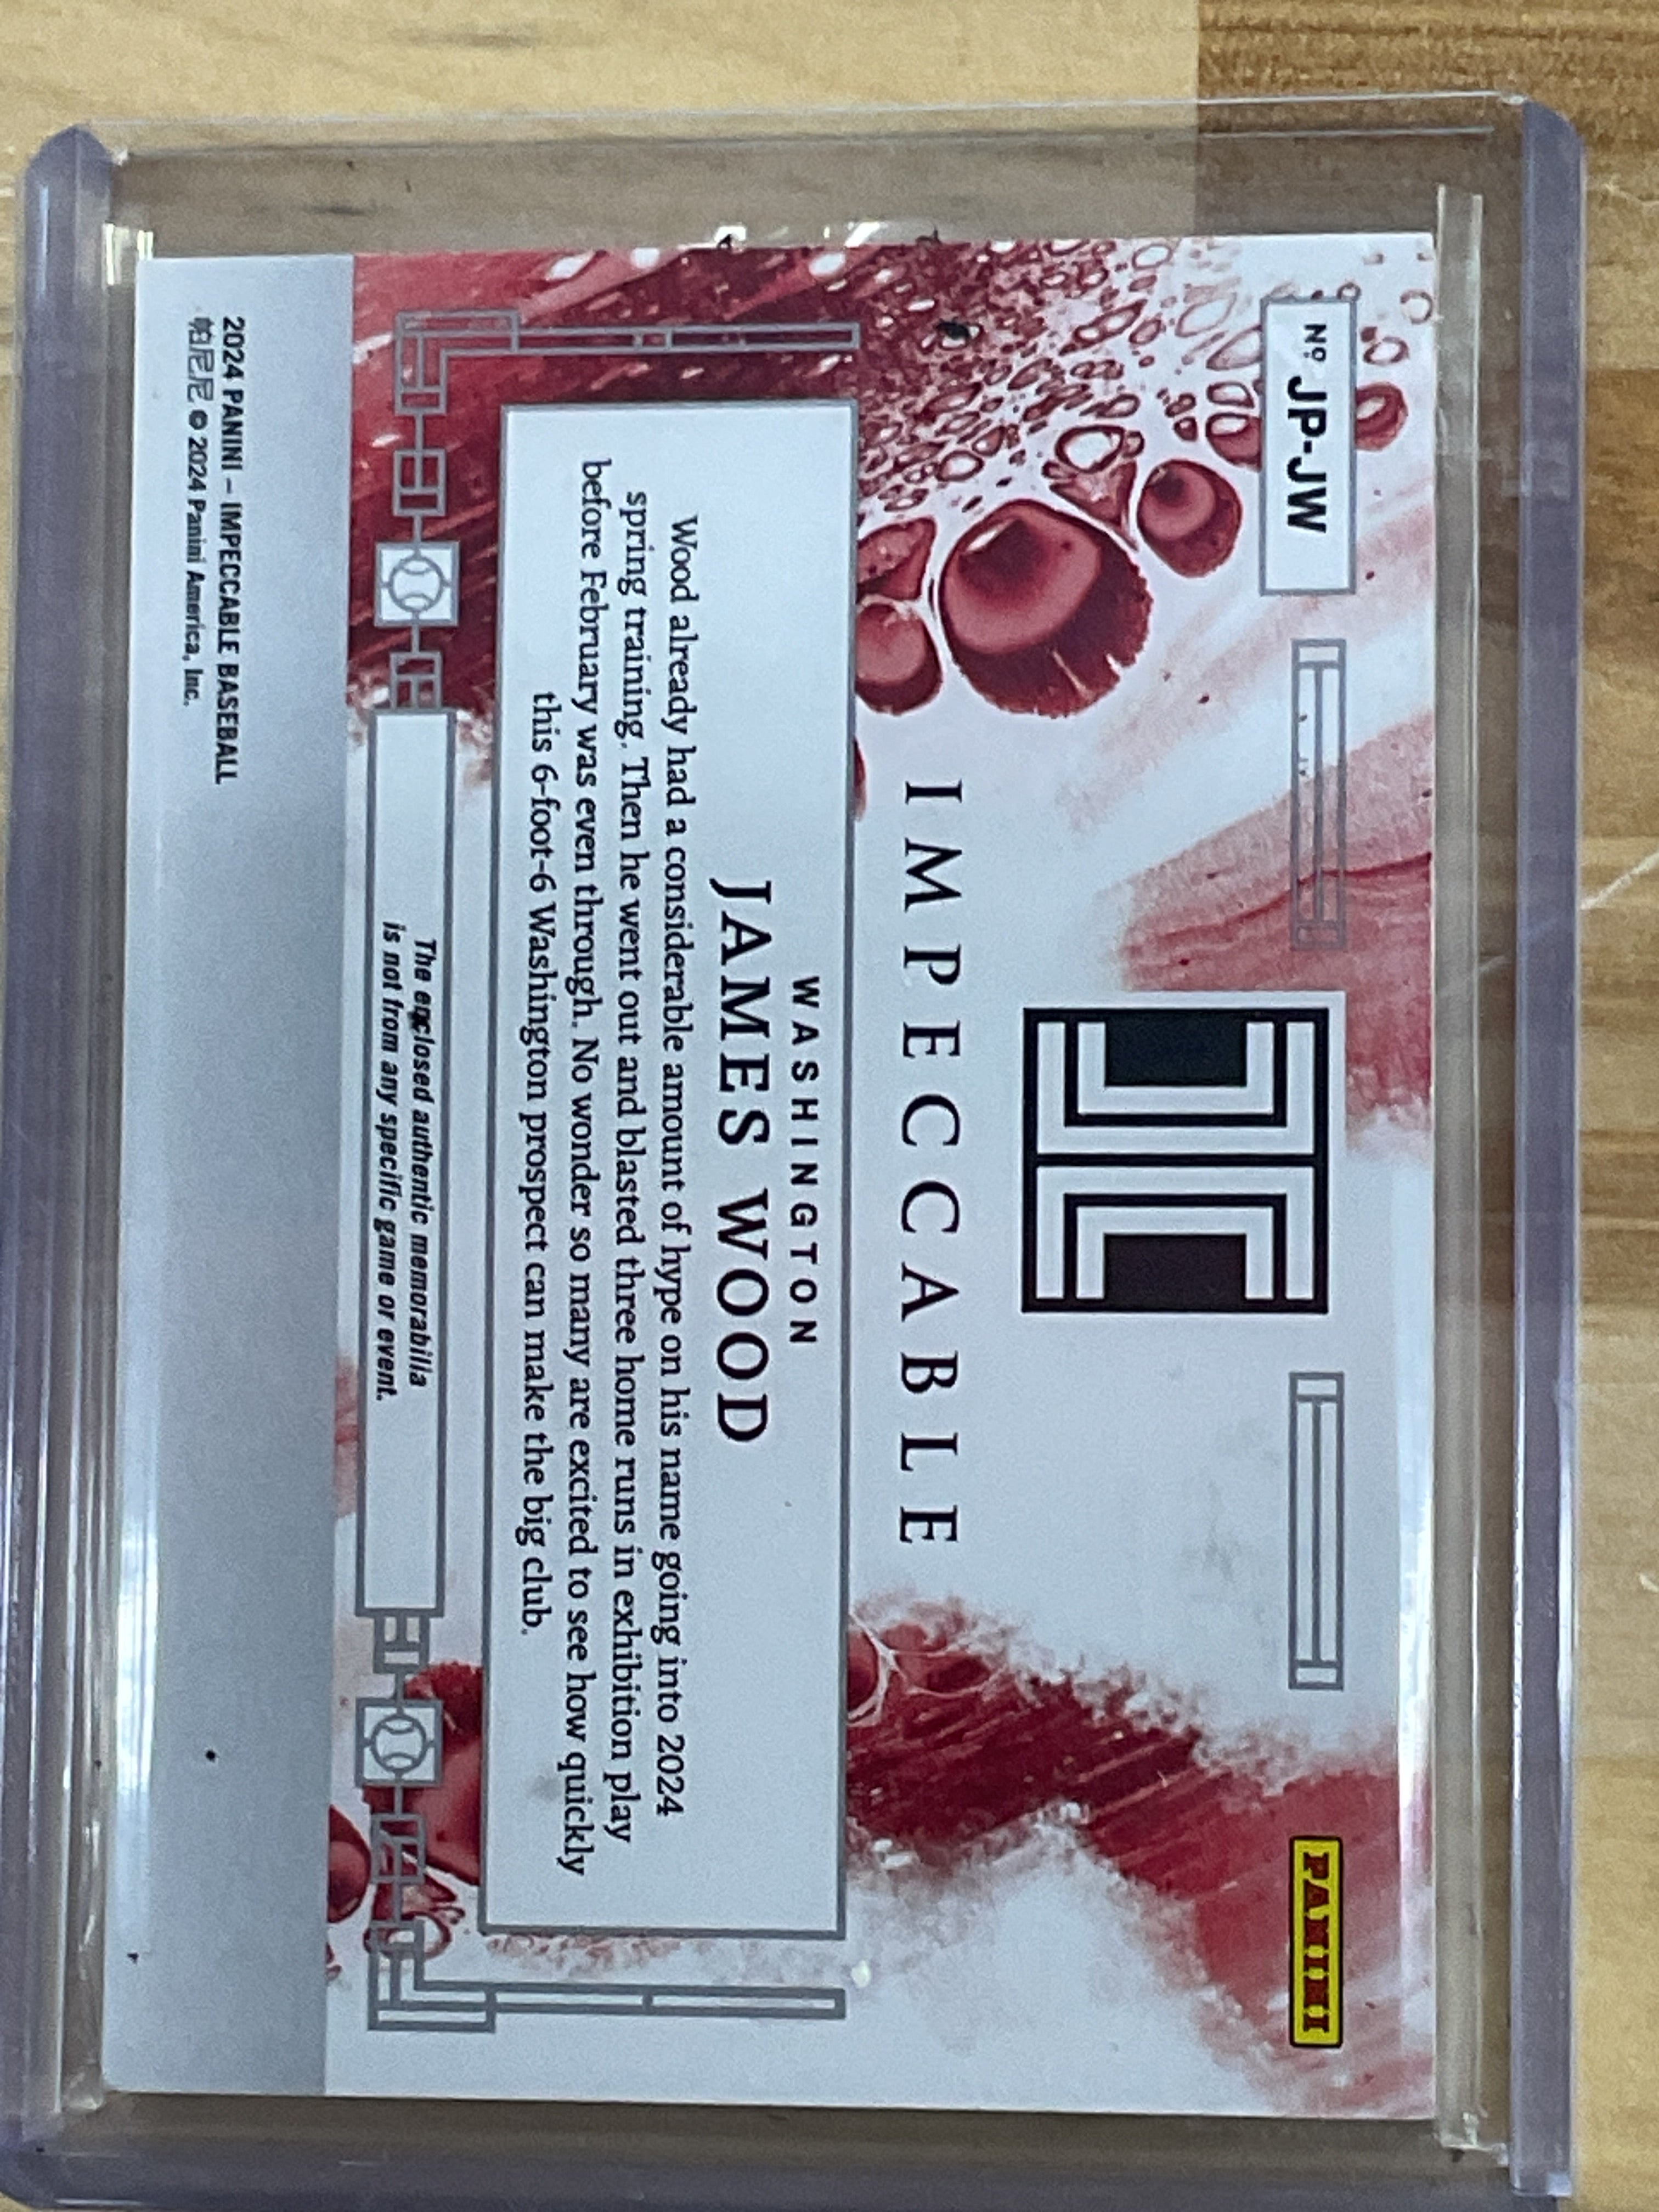 Nº JP-JW
PANINI
IMPECCABLE
WASHINGTON
JAMES WOOD
Wood already had a considerable amount of hype on his name going into 2024
spring training. Then he went out and blasted three home runs in exhibition play
before February was even through. No wonder so many are excited to see how quickly
this 6-foot-6 Washington prospect can make the big club.
The enclosed authentic memorabilia
is not from any specific game or event.
2024 PANINI – IMPECCABLE BASEBALL
帕尼尼 © 2024 Panini America, Inc.